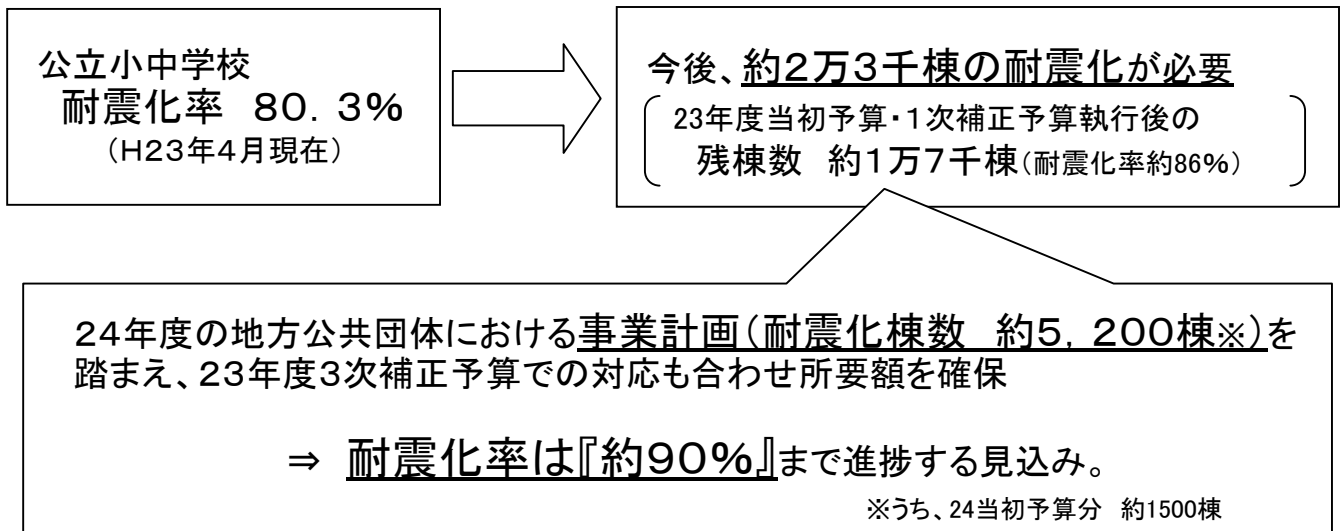 公立小中学校
耐震化率 80.3%
(H23年4月現在)
今後、約2万3千棟の耐震化が必要
23年度当初予算・1次補正予算執行後の
残棟数 約1万7千棟(耐震化率約86%)
24年度の地方公共団体における事業計画(耐震化棟数 約5,200棟※)を
踏まえ、23年度3次補正予算での対応も合わせ所要額を確保
⇒ 耐震化率は『約90%』まで進捗する見込み。
※うち、24当初予算分 約1500棟